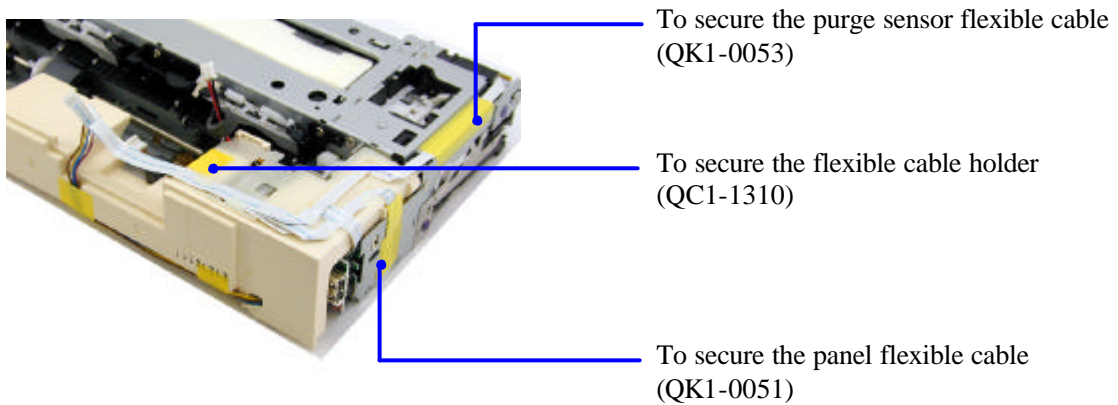 To secure the purge sensor flexible cable
(QK1-0053)
To secure the flexible cable holder
(QC1-1310)
To secure the panel flexible cable
(QK1-0051)